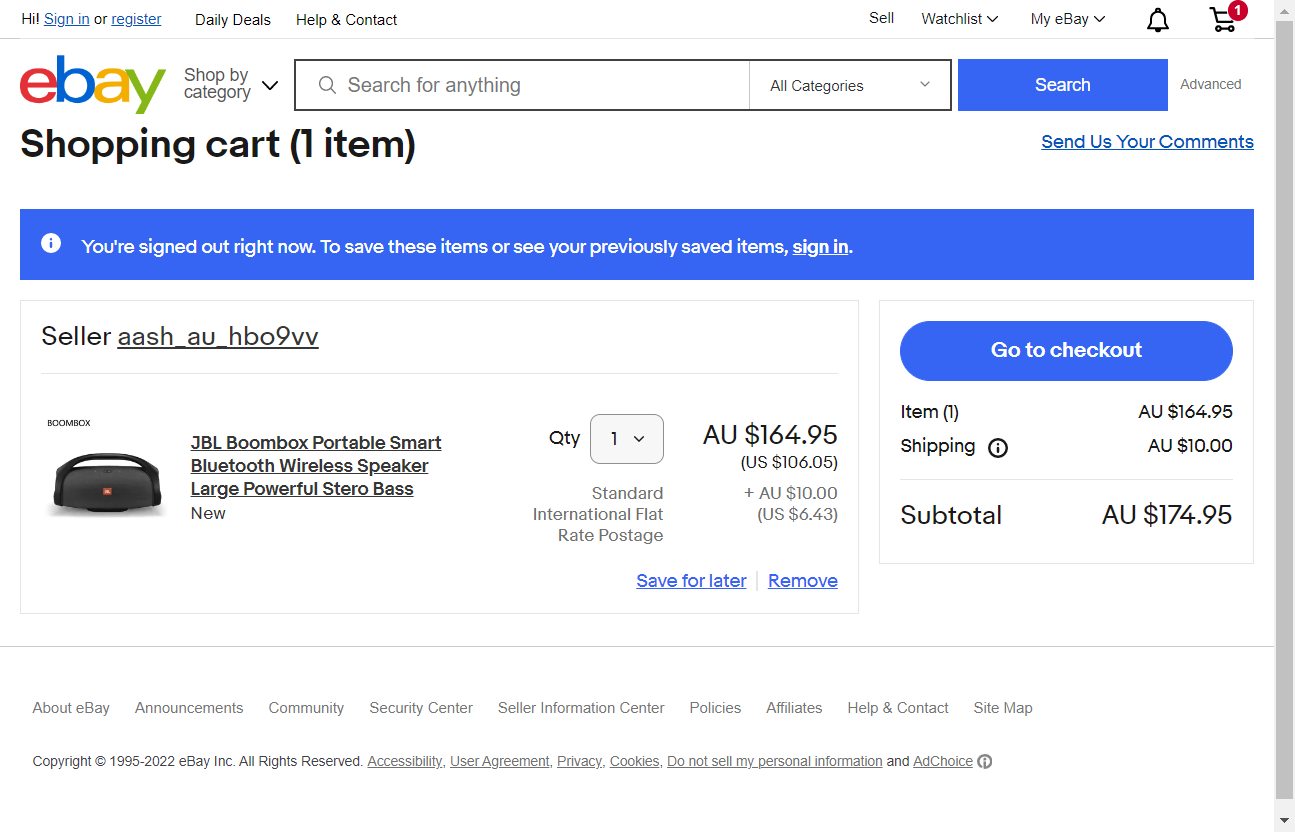 Hi! Sign in or register Daily Deals Help & Contact Sell Watchlist My eBay 1
ebay Shop by category Search for anything All Categories Search Advanced
Shopping cart (1 item) Send Us Your Comments
You're signed out right now. To save these items or see your previously saved items, sign in.
Seller aash_au_hbo9vv
BOOMBOX
JBL Boombox Portable Smart
Bluetooth Wireless Speaker
Large Powerful Stero Bass
New
Qty 1 AU $164.95
(US $106.05)
Standard
International Flat
Rate Postage
+ AU $10.00
(US $6.43)
Save for later Remove
Go to checkout
Item (1) AU $164.95
Shipping AU $10.00
Subtotal AU $174.95
About eBay Announcements Community Security Center Seller Information Center Policies Affiliates Help & Contact Site Map
Copyright © 1995-2022 eBay Inc. All Rights Reserved. Accessibility, User Agreement, Privacy, Cookies, Do not sell my personal information and AdChoice